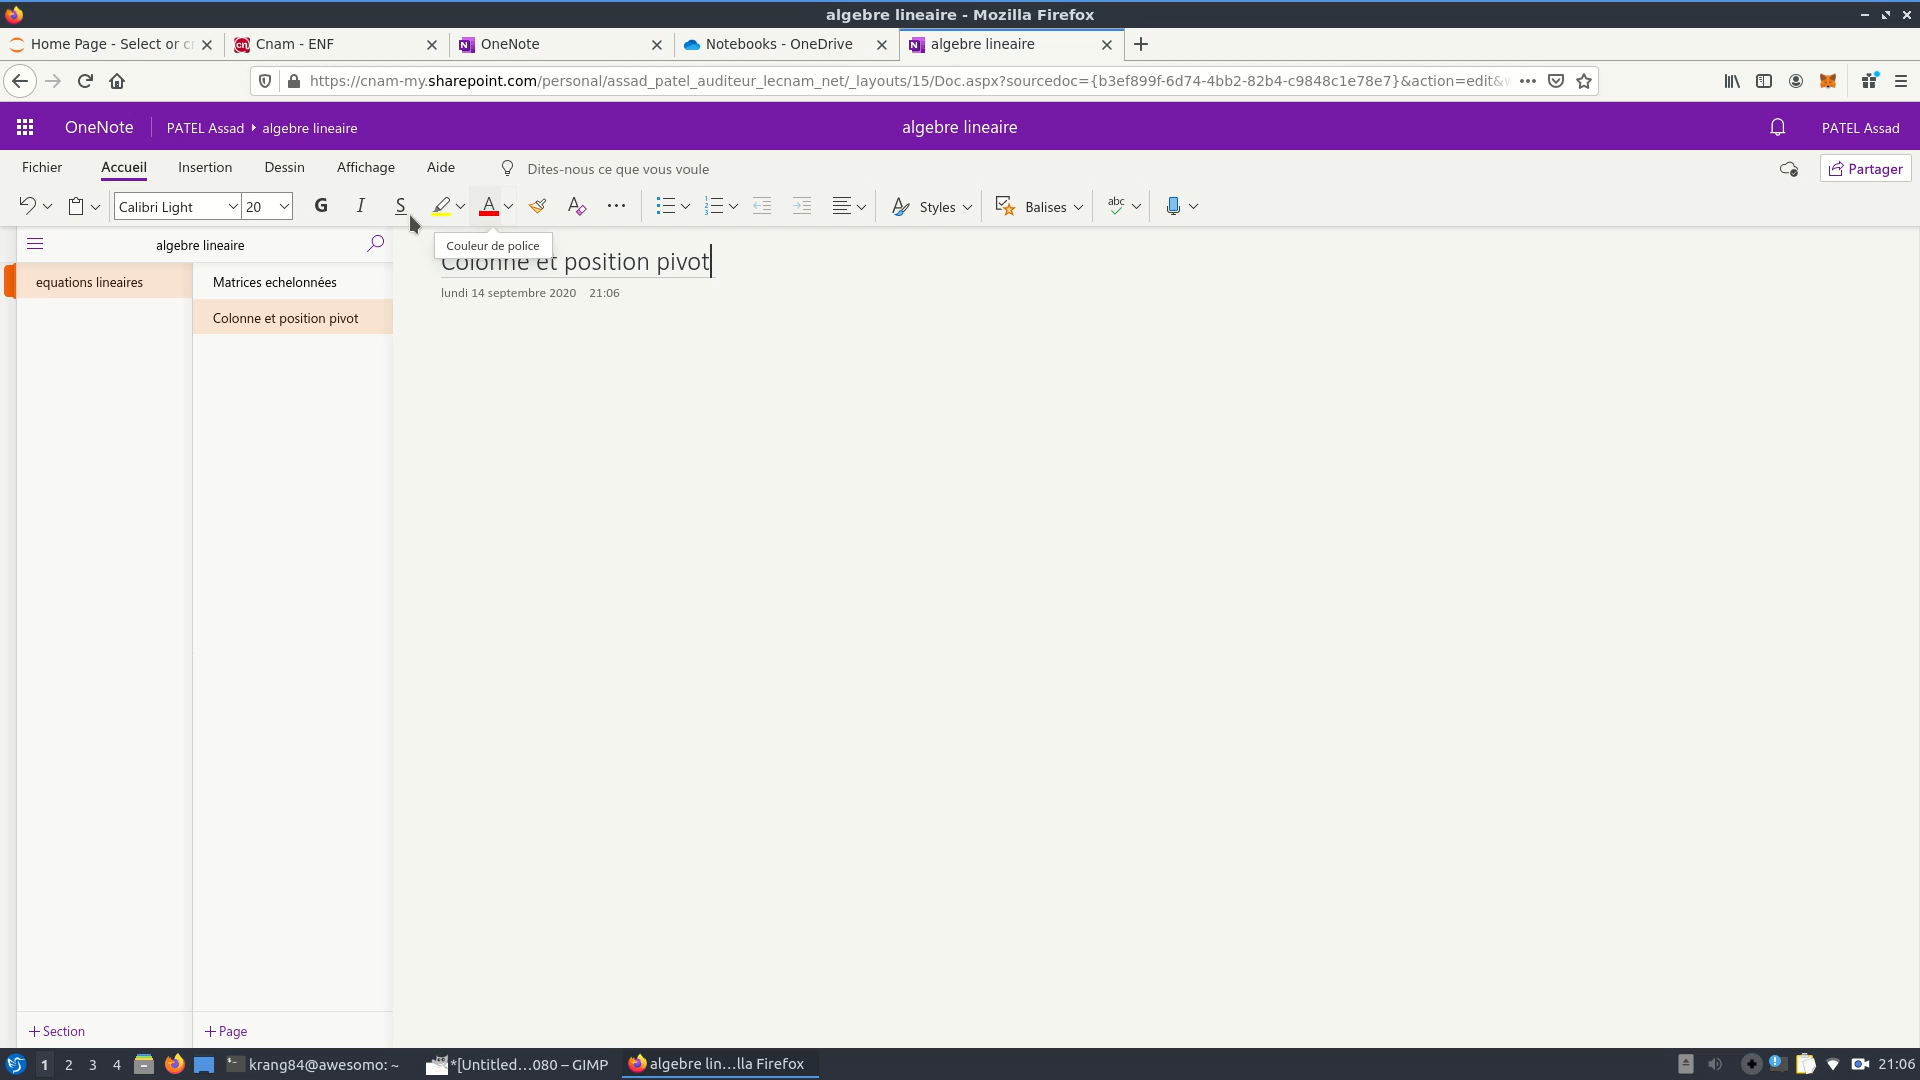 algebre lineaire - Mozilla Firefox
Home Page - Select or c
Cnam - ENF
OneNote
Notebooks - OneDrive
algebre lineaire
https://cnam-my.sharepoint.com/personal/assad_patel_auditeur_lecnam_net/_layouts/15/Doc.aspx?sourcedoc={b3ef899f-6d74-4bb2-82b4-c9848c1e78e7}&action=edit&
OneNote
PATEL Assad
algebre lineaire
algebre lineaire
PATEL Assad
Fichier
Accueil
Insertion
Dessin
Affichage
Aide
Dites-nous ce que vous voule
Partager
Calibri Light
20
G
I
S
A
Styles
Balises
abc
algebre lineaire
Couleur de police
Colonne et position pivot
lundi 14 septembre 2020 21:06
equations lineaires
Matrices echelonnées
Colonne et position pivot
+ Section
+ Page
1 2 3 4
krang84@awesomo: ~
*[Untitled...080 – GIMP
algebre lin...lla Firefox
21:06